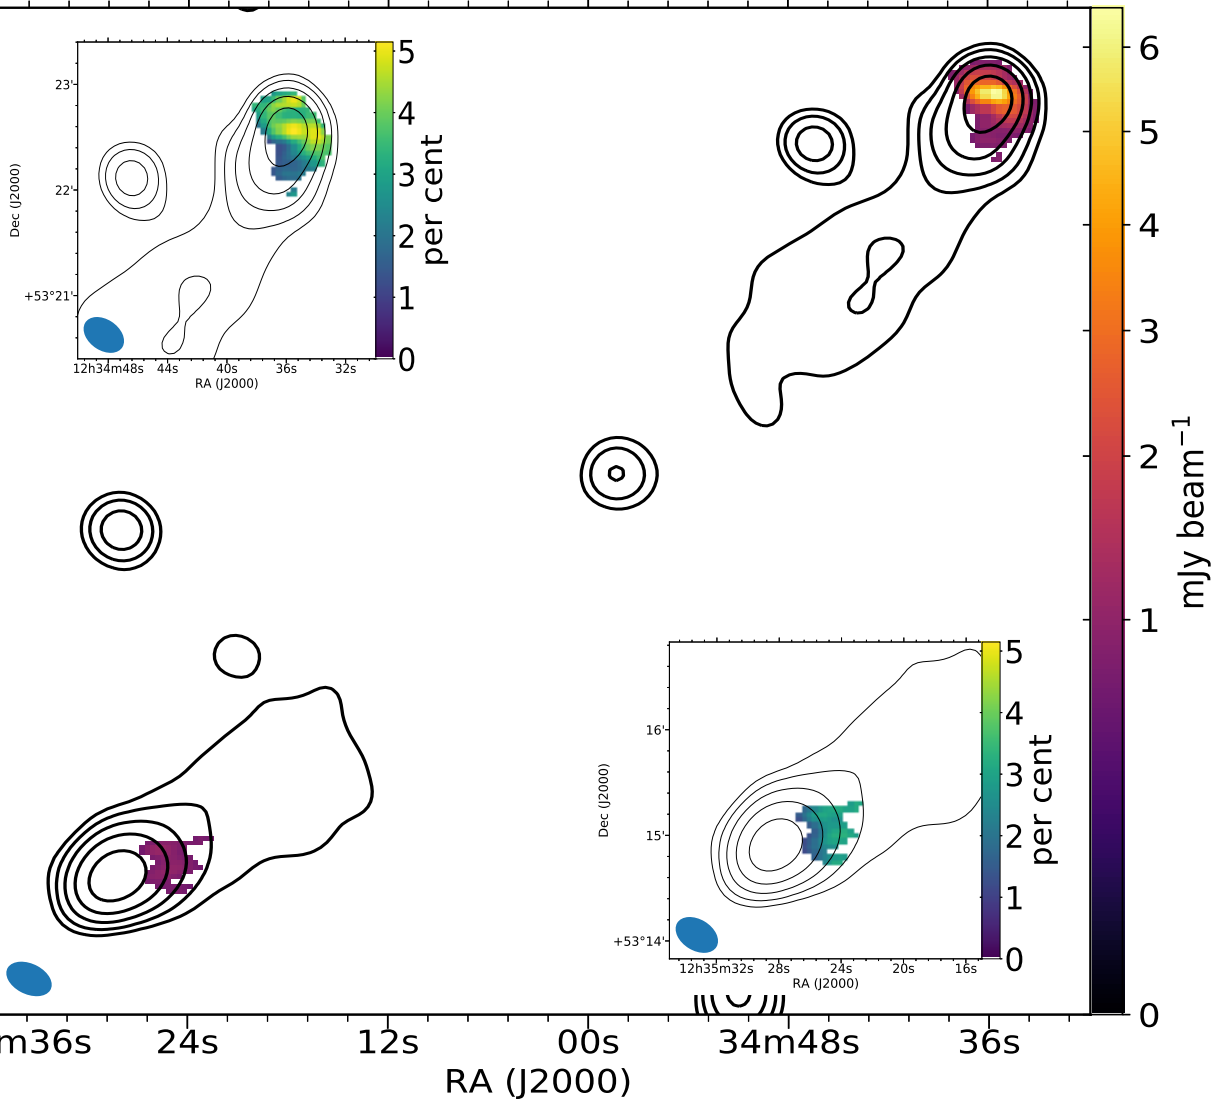 5
4
3
2
1
0
per cent
23'
22'
+53°21'
Dec (J2000)
12h34m48s 44s 40s 36s 32s
RA (J2000)
6
5
4
3
2
1
0
mJy beam⁻¹
5
4
3
2
1
0
per cent
16'
15'
+53°14'
Dec (J2000)
12h35m32s 28s 24s 20s 16s
RA (J2000)
m36s 24s 12s 00s 34m48s 36s
RA (J2000)